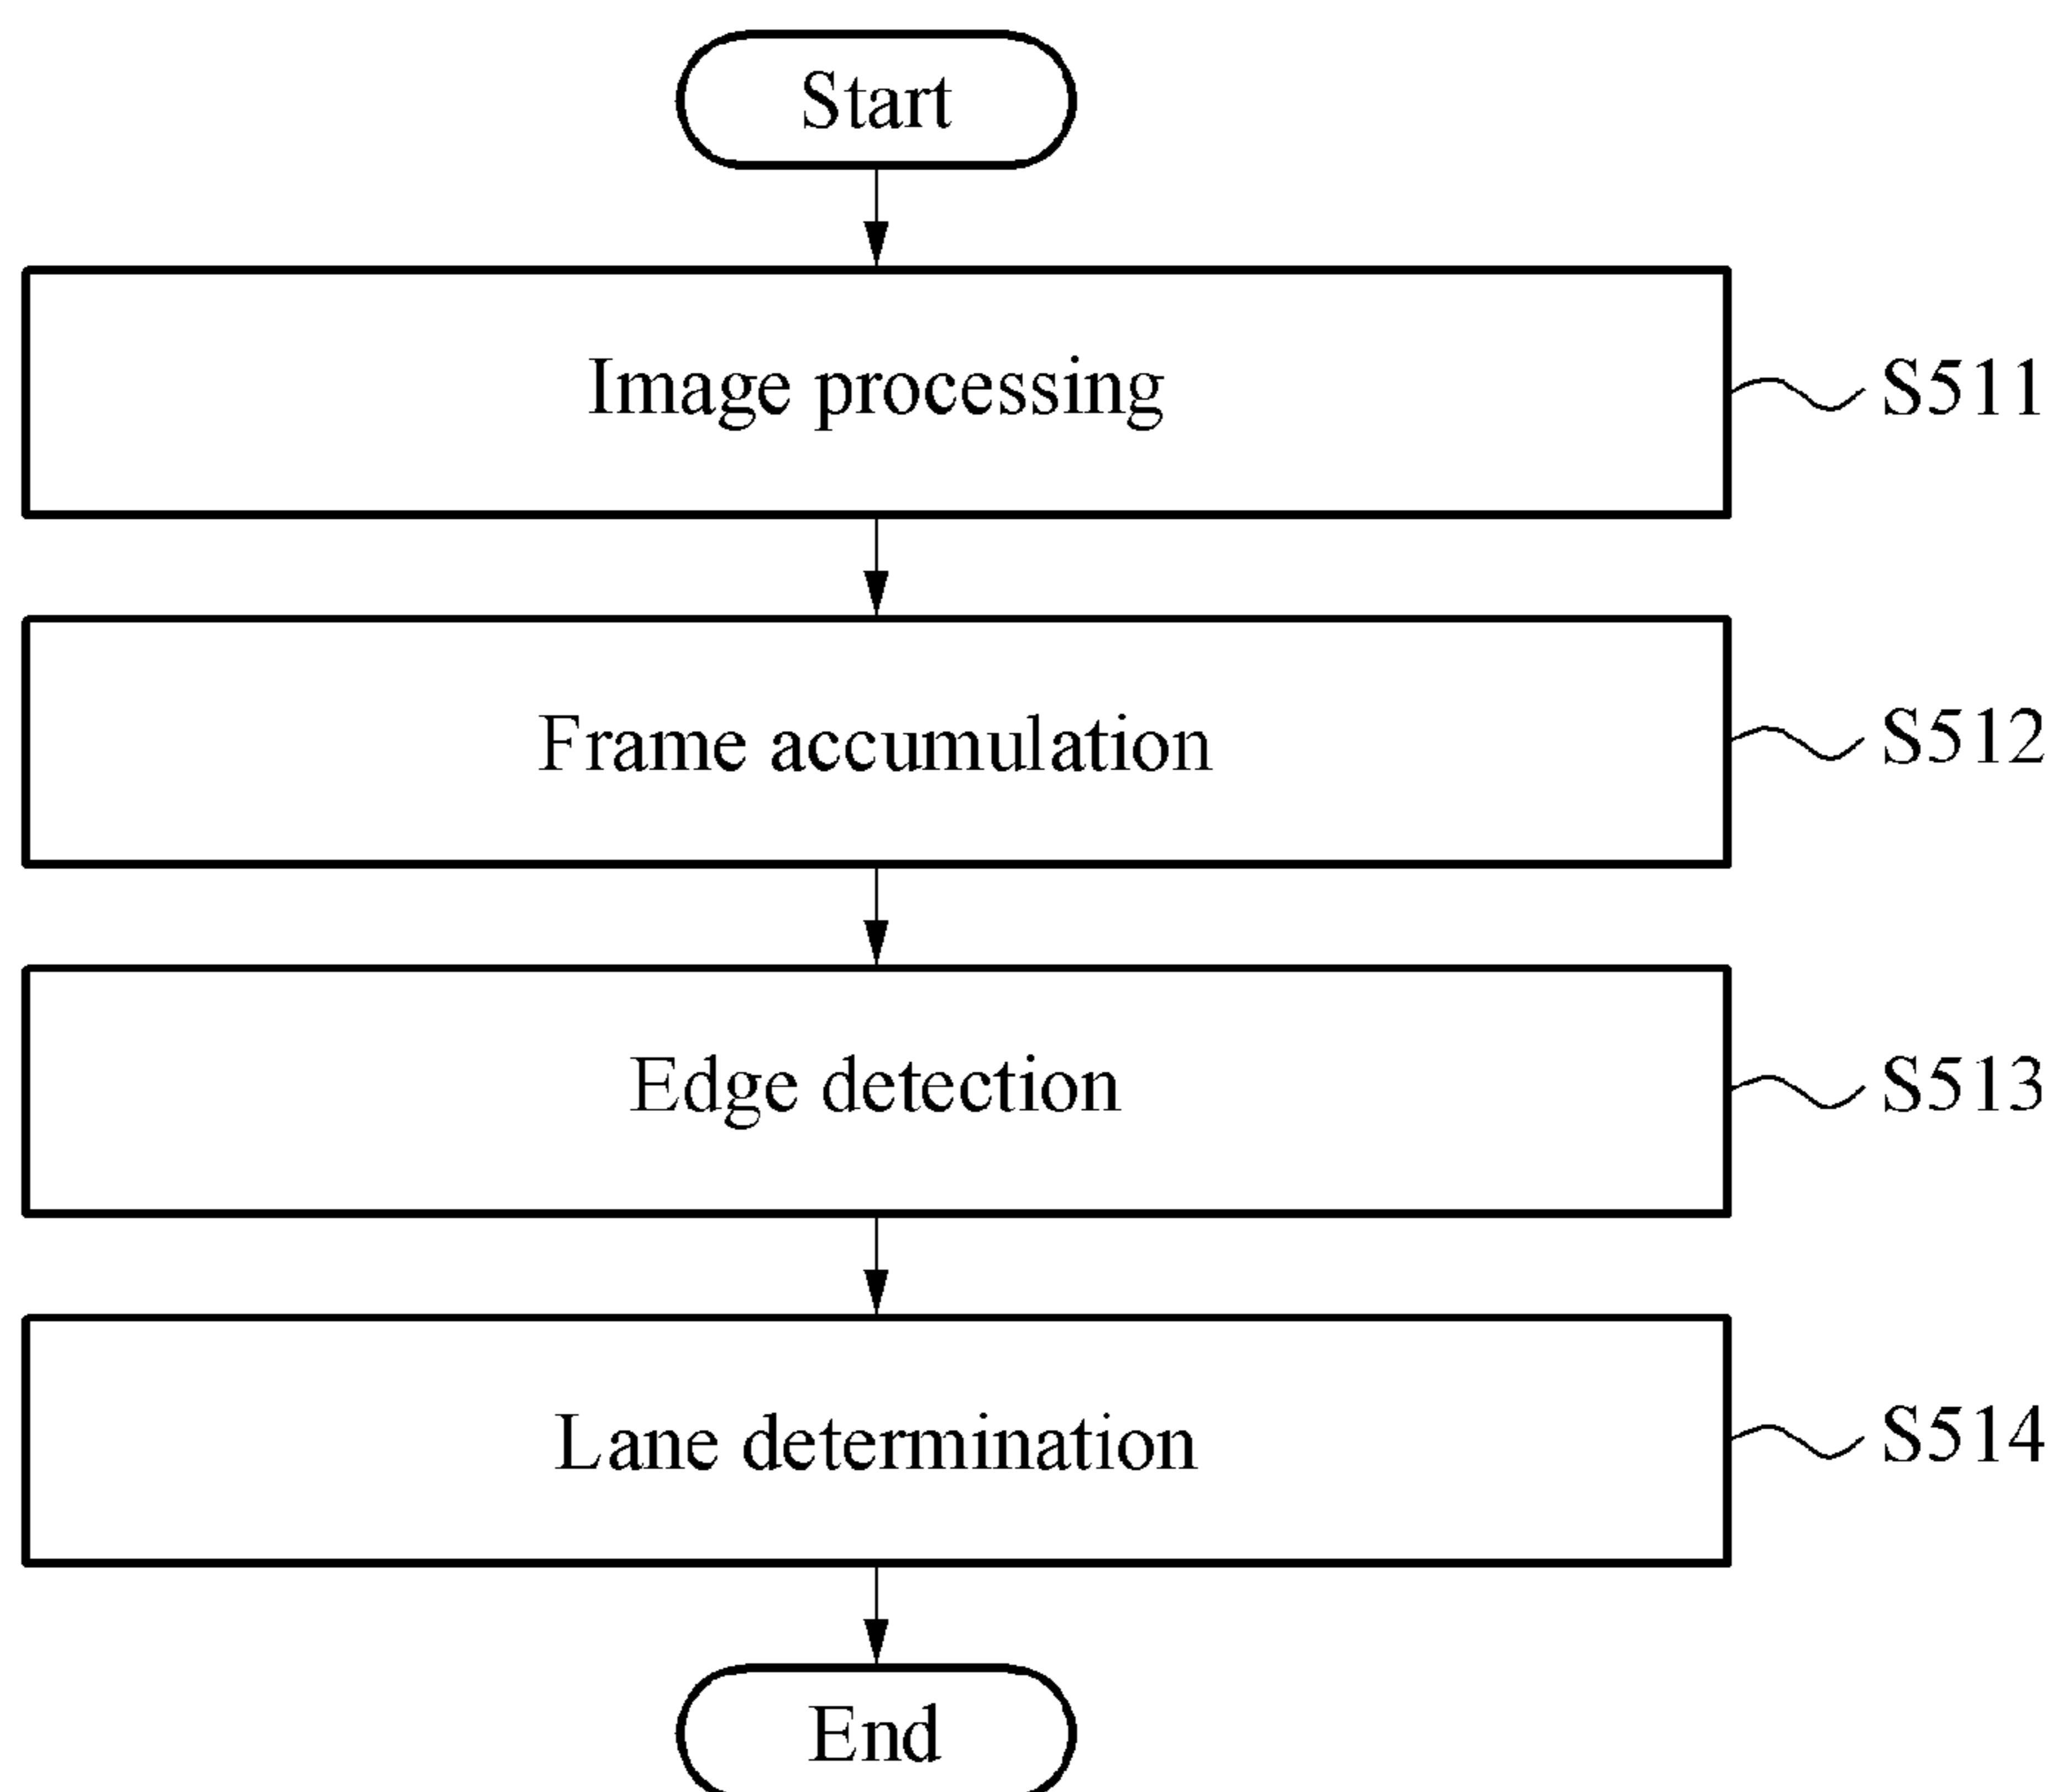 Start
Image processing
S511
Frame accumulation
S512
Edge detection
S513
Lane determination
S514
End